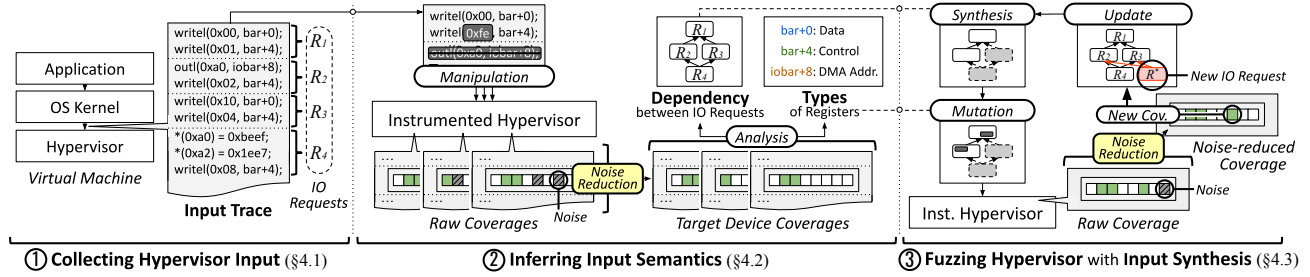 Application
OS Kernel
Hypervisor
Virtual Machine
writel(0x00, bar+0);
writel(0x01, bar+4);
outl(0xa0, iobar+8);
writel(0x02, bar+4);
writel(0x10, bar+0);
writel(0x04, bar+4);
*(0xa0) = 0xbeef;
*(0xa2) = 0x1ee7;
writel(0x08, bar+4);
R1
R2
R3
R4
IO
Requests
Input Trace
① Collecting Hypervisor Input (§4.1)
writel(0x00, bar+0);
writel(0xfe, bar+4);
outl(0xa0, iobar+8);
Manipulation
Instrumented Hypervisor
...
...
...
...
...
...
Noise
Raw Coverages
Noise
Reduction
R1
R2
R3
R4
Dependency
between IO Requests
bar+0: Data
bar+4: Control
iobar+8: DMA Addr.
Types
of Registers
Analysis
...
...
...
...
...
...
Target Device Coverages
② Inferring Input Semantics (§4.2)
Synthesis
Mutation
Inst. Hypervisor
Update
R1
R2
R3
R4
R*
New IO Request
New Cov.
Noise-reduced
Coverage
Noise
Reduction
Noise
Raw Coverage
③ Fuzzing Hypervisor with Input Synthesis (§4.3)